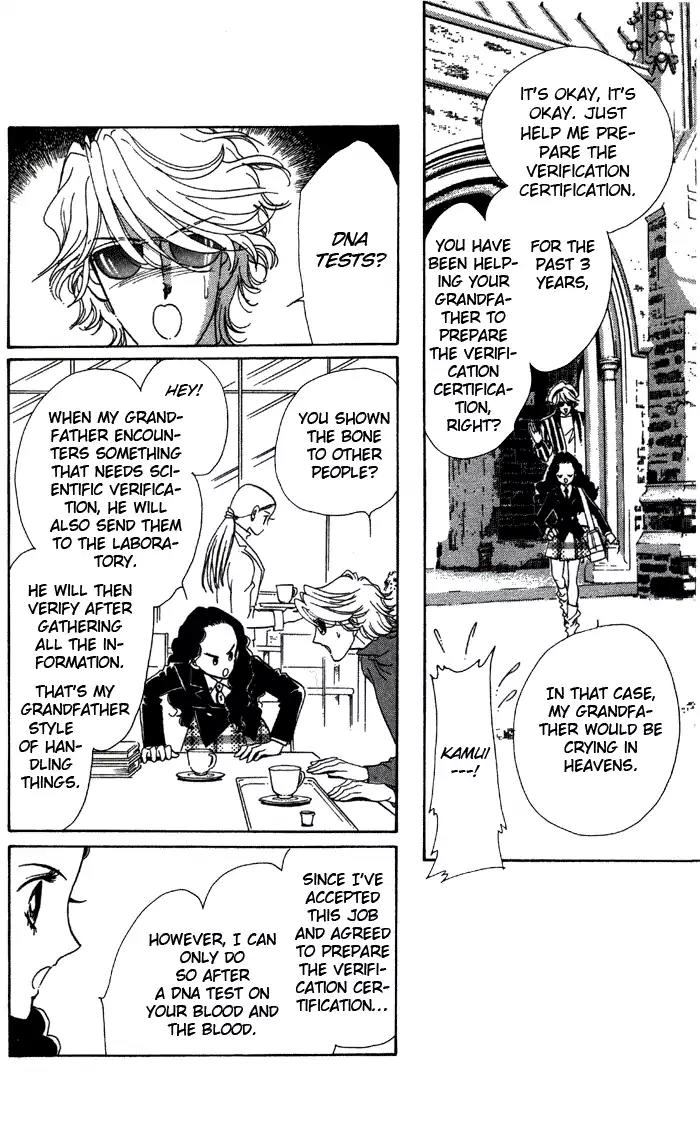 IT'S OKAY, IT'S
OKAY. JUST
HELP ME PRE-
PARE THE
VERIFICATION
CERTIFICATION.
FOR THE
PAST 3
YEARS,
YOU HAVE
BEEN HELP-
ING YOUR
GRANDFA-
THER TO
PREPARE
THE VERIFI-
CATION
CERTIFICA-
TION,
RIGHT?
IN THAT CASE,
MY GRANDFA-
THER WOULD BE
CRYING IN
HEAVENS.
KAMUI
---!
DNA
TESTS?
YOU SHOWN
THE BONE
TO OTHER
PEOPLE?
HEY!
WHEN MY GRAND-
FATHER ENCOUN-
TERS SOMETHING
THAT NEEDS SCI-
ENTIFIC VERIFICA-
TION, HE WILL
ALSO SEND THEM
TO THE LABORA-
TORY.
HE WILL THEN
VERIFY AFTER
GATHERING
ALL THE IN-
FORMATION.
THAT'S MY
GRANDFATHER
STYLE
OF HAN-
DLING
THINGS.
SINCE I'VE
ACCEPTED
THIS JOB
AND AGREED
TO PREPARE
THE VERIFI-
CATION CER-
TIFICATION...
HOWEVER, I CAN
ONLY DO
SO AFTER
A DNA TEST ON
YOUR BLOOD AND
THE BLOOD.